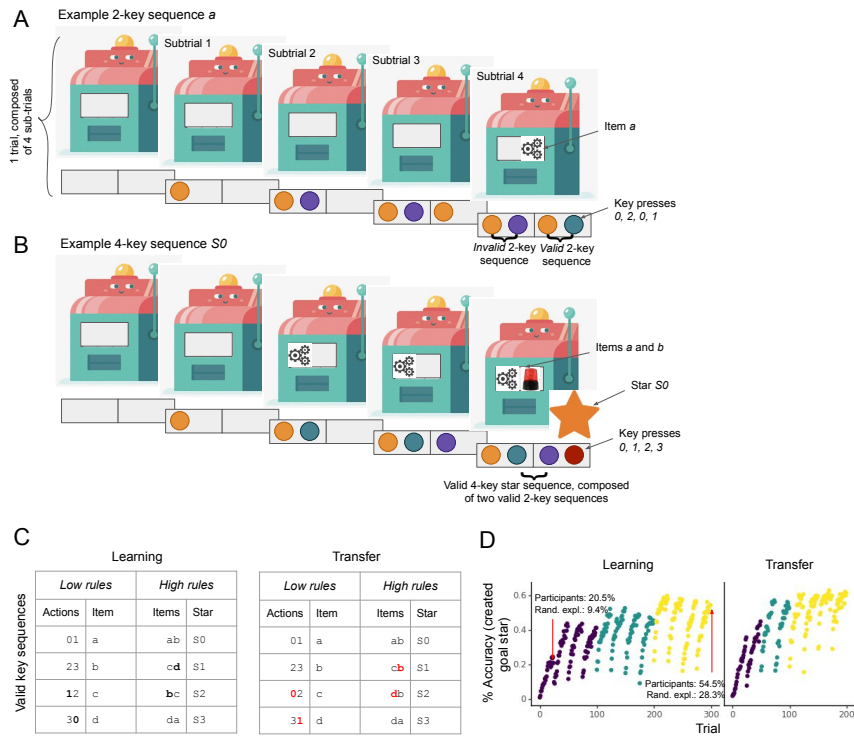 A
Example 2-key sequence a
Subtrial 1
Subtrial 2
Subtrial 3
Subtrial 4
1 trial, composed
of 4 sub-trials
Item a
Key presses
0, 2, 0, 1
Invalid 2-key
sequence
Valid 2-key
sequence
B
Example 4-key sequence S0
Items a and b
Star S0
Key presses
0, 1, 2, 3
Valid 4-key star sequence, composed
of two valid 2-key sequences
C
Learning
Transfer
Valid key sequences
Low rules High rules
Actions Item Items Star
01 a ab S0
23 b cd S1
12 c bc S2
30 d da S3
Low rules High rules
Actions Item Items Star
01 a ab S0
23 b cb S1
02 c db S2
31 d da S3
D
Learning
Transfer
% Accuracy (created
goal star)
0.6
0.4
0.2
0.0
Participants: 20.5%
Rand. expl.: 9.4%
Participants: 54.5%
Rand. expl.: 28.3%
0 100 200 300
0 100 200
Trial